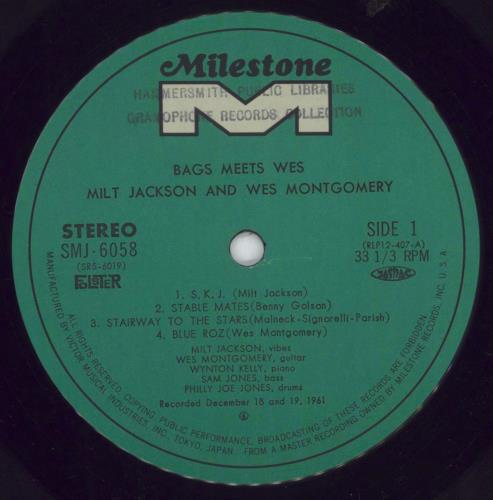 Milestone
HAMMERSMITH PUBLIC LIBRARIES
GRAMOPHONE RECORDS COLLECTION
M
BAGS MEETS WES
MILT JACKSON AND WES MONTGOMERY
STEREO
SMJ-6058
(SRS-6019)
SIDE 1
(RLP12-407-A)
33 1/3 RPM
JASRAC
1. S.K.J. (Milt Jackson)
2. STABLE MATES(Benny Golson)
3. STAIRWAY TO THE STARS(Malneck-Signorelli-Parish)
4. BLUE ROZ(Wes Montgomery)
MILT JACKSON, vibes
WES MONTGOMERY, guitar
WYNTON KELLY, piano
SAM JONES, bass
PHILLY JOE JONES, drums
Recorded December 18 and 19, 1961
MANUFACTURED BY VICTOR MUSICAL INDUSTRIES, INC. TOKYO, JAPAN. FROM A MASTER RECORDING OWNED BY MILESTONE RECORDS, INC., U.S.A.
ALL RIGHTS RESERVED. COPYING, PUBLIC PERFORMANCE, BROADCASTING OF THESE RECORDS ARE FORBIDDEN.